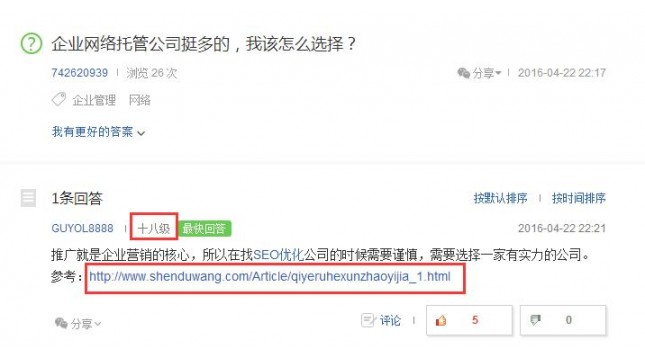 企业网络托管公司挺多的，我该怎么选择？
742620939 浏览 26 次 分享 2016-04-22 22:17
企业管理 网络
我有更好的答案
1条回答 按默认排序 按时间排序
GUYOL8888 十八级 最快回答 2016-04-22 22:21
推广就是企业营销的核心，所以在找SEO优化公司的时候需要谨慎，需要选择一家有实力的公司。
参考：http://www.shenduwang.com/Article/qiyeruhexunzhaoyijia_1.html
分享 评论 5 0